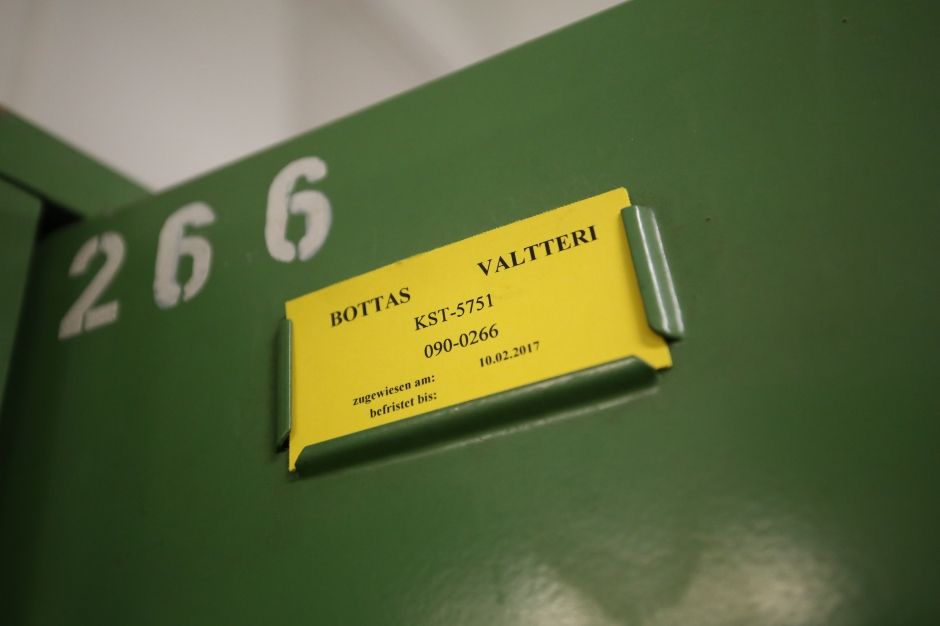 266
BOTTAS VALTTERI
KST-5751
090-0266
zugewiesen am: 10.02.2017
befristet bis: